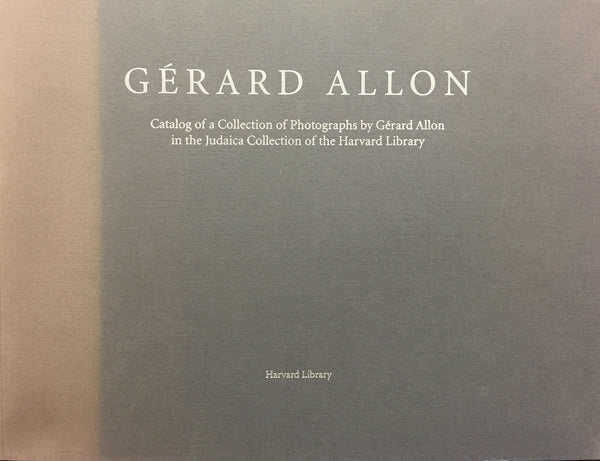 GÉRARD ALLON
Catalog of a Collection of Photographs by Gérard Allon
in the Judaica Collection of the Harvard Library
Harvard Library